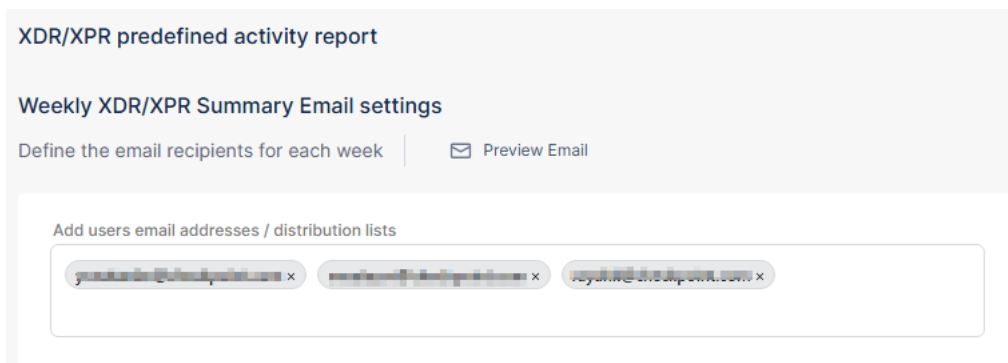 XDR/XPR predefined activity report
Weekly XDR/XPR Summary Email settings
Define the email recipients for each week
Preview Email
Add users email addresses / distribution lists
× × ×